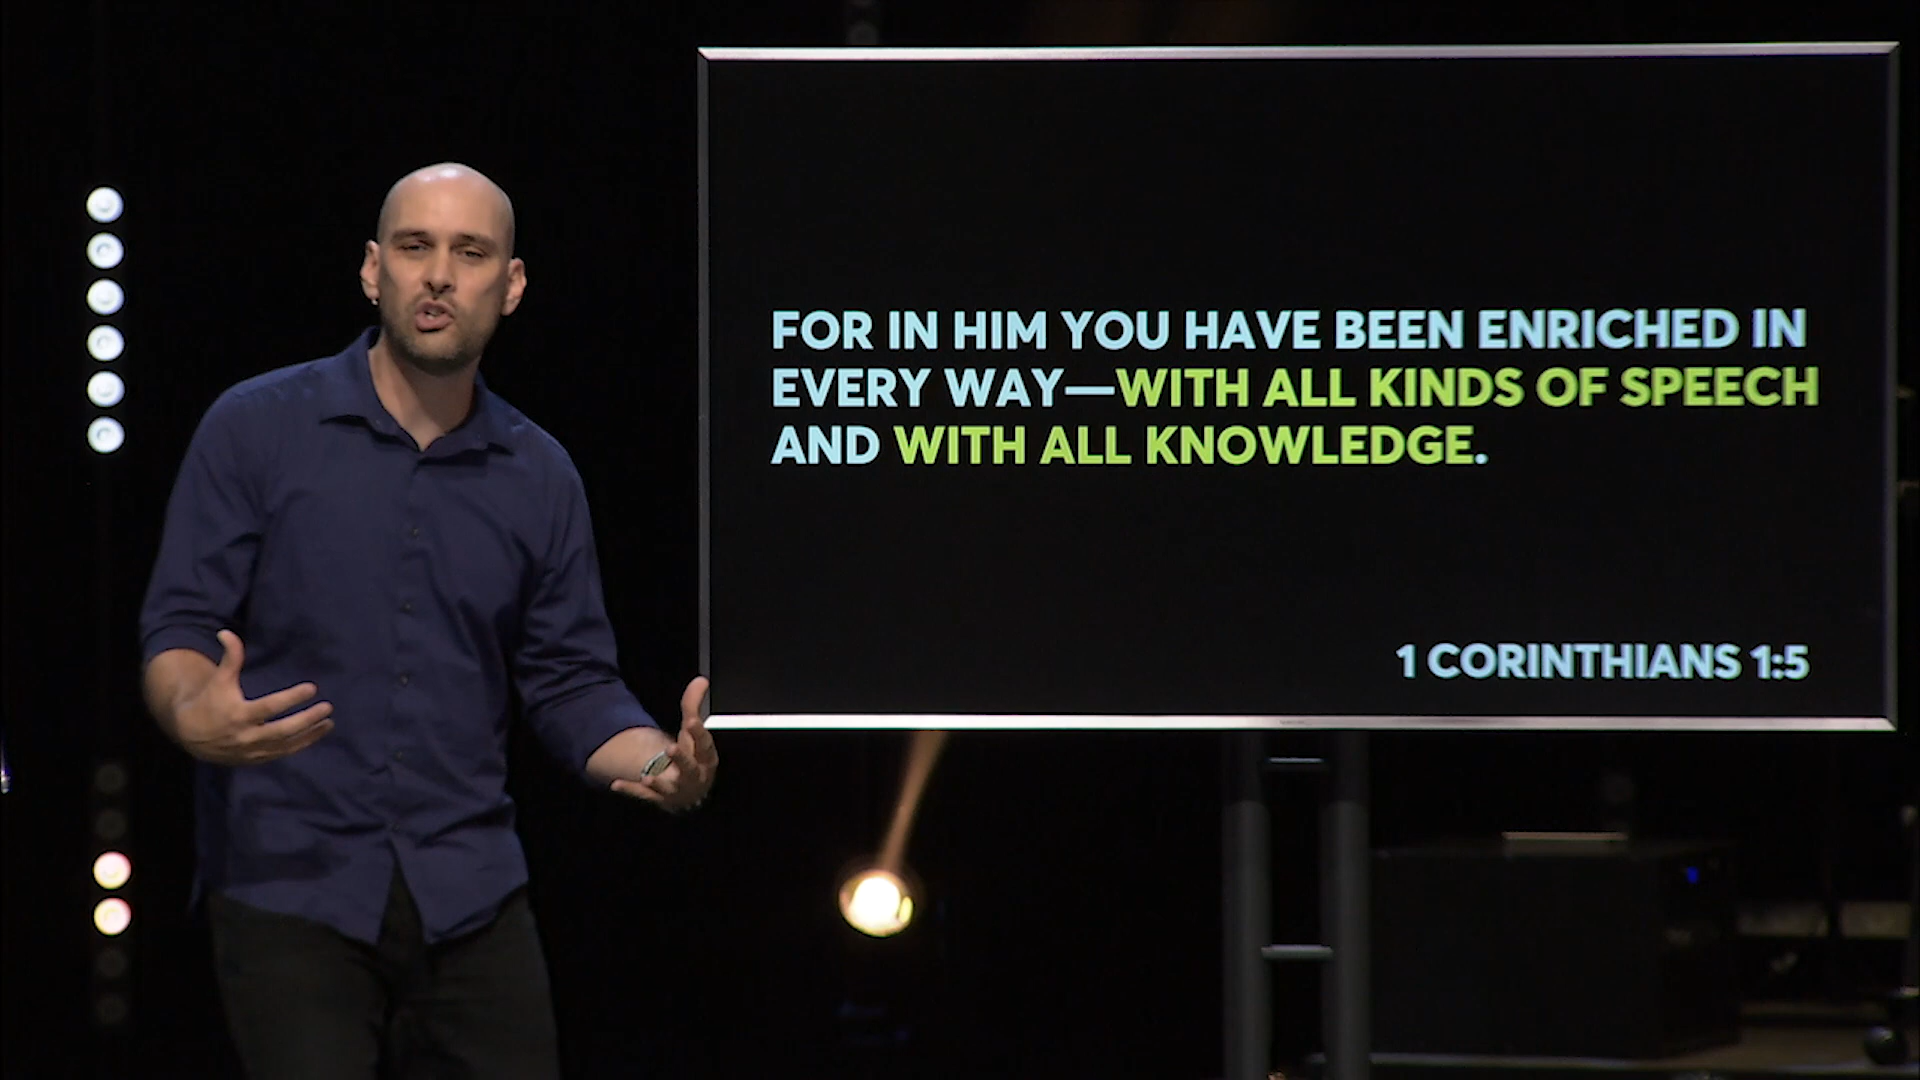 FOR IN HIM YOU HAVE BEEN ENRICHED IN
EVERY WAY—WITH ALL KINDS OF SPEECH
AND WITH ALL KNOWLEDGE.
1 CORINTHIANS 1:5